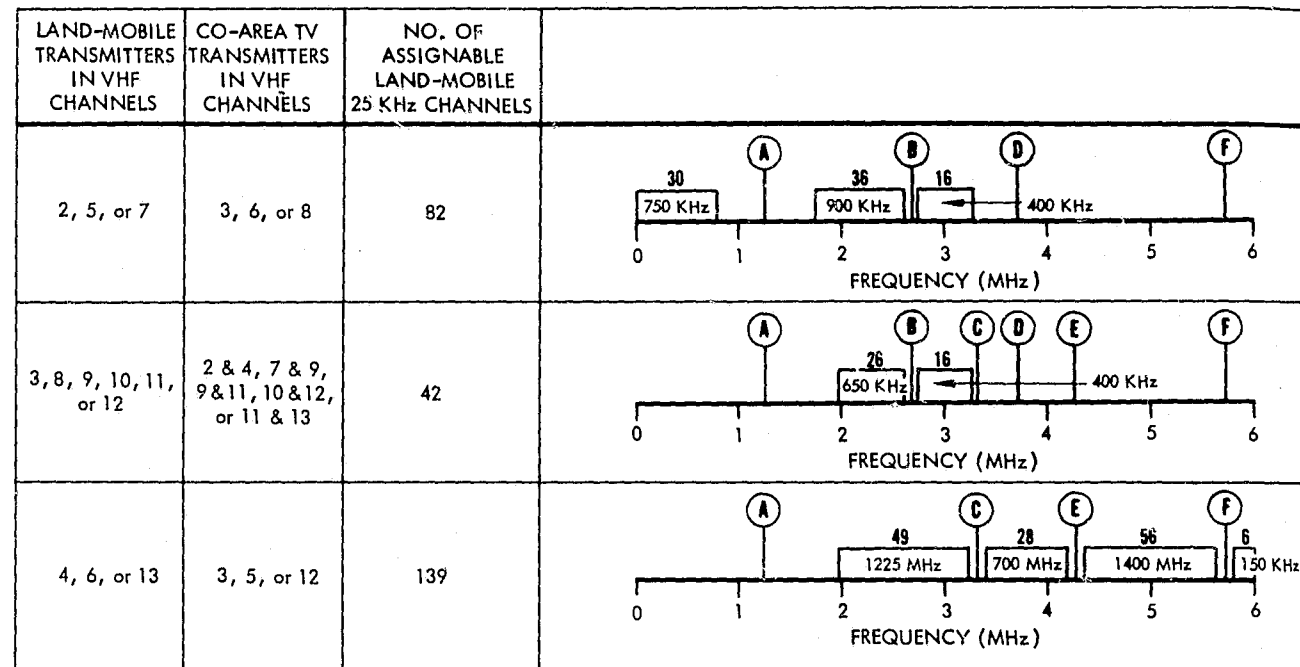 LAND-MOBILE TRANSMITTERS IN VHF CHANNELS
CO-AREA TV TRANSMITTERS IN VHF CHANNELS
NO. OF ASSIGNABLE LAND-MOBILE 25 KHz CHANNELS
2, 5, or 7
3, 6, or 8
82
A B D F
30 36 16
750 KHz 900 KHz 400 KHz
0 1 2 3 4 5 6
FREQUENCY (MHz)
3, 8, 9, 10, 11, or 12
2 & 4, 7 & 9, 9 & 11, 10 & 12, or 11 & 13
42
A B C D E F
26 16
650 KHz 400 KHz
0 1 2 3 4 5 6
FREQUENCY (MHz)
4, 6, or 13
3, 5, or 12
139
A C E F
49 28 56 6
1225 MHz 700 MHz 1400 MHz 150 KHz
0 1 2 3 4 5 6
FREQUENCY (MHz)